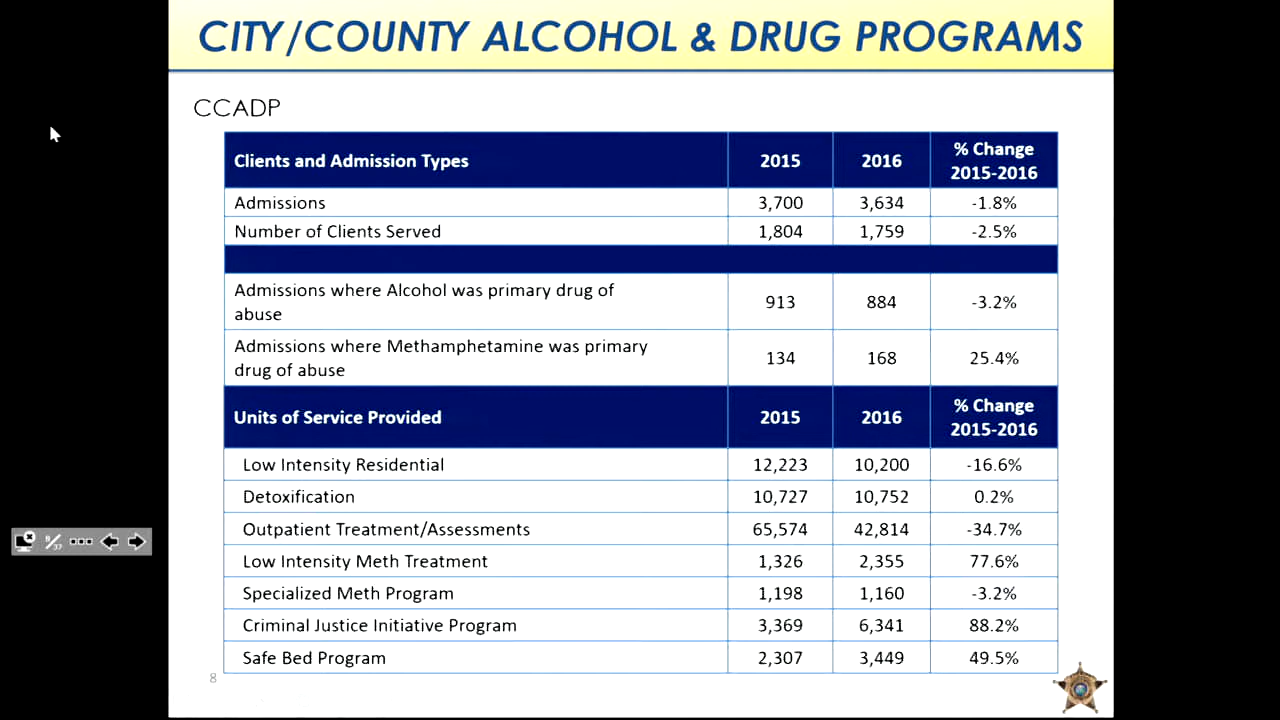 CITY/COUNTY ALCOHOL & DRUG PROGRAMS
CCADP
Clients and Admission Types 2015 2016 % Change 2015-2016
Admissions 3,700 3,634 -1.8%
Number of Clients Served 1,804 1,759 -2.5%
Admissions where Alcohol was primary drug of abuse 913 884 -3.2%
Admissions where Methamphetamine was primary drug of abuse 134 168 25.4%
Units of Service Provided 2015 2016 % Change 2015-2016
Low Intensity Residential 12,223 10,200 -16.6%
Detoxification 10,727 10,752 0.2%
Outpatient Treatment/Assessments 65,574 42,814 -34.7%
Low Intensity Meth Treatment 1,326 2,355 77.6%
Specialized Meth Program 1,198 1,160 -3.2%
Criminal Justice Initiative Program 3,369 6,341 88.2%
Safe Bed Program 2,307 3,449 49.5%
8